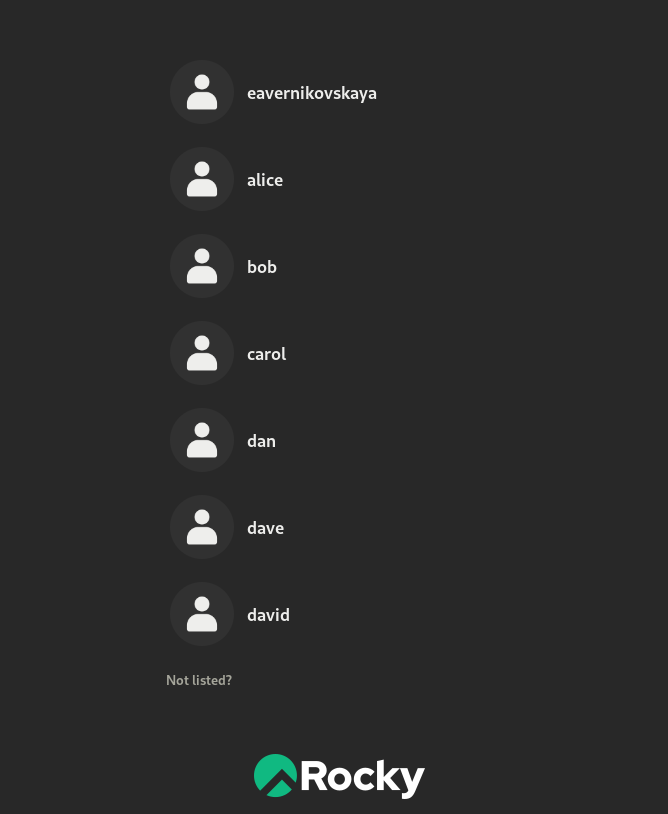 eavernikovskaya
alice
bob
carol
dan
dave
david
Not listed?
Rocky